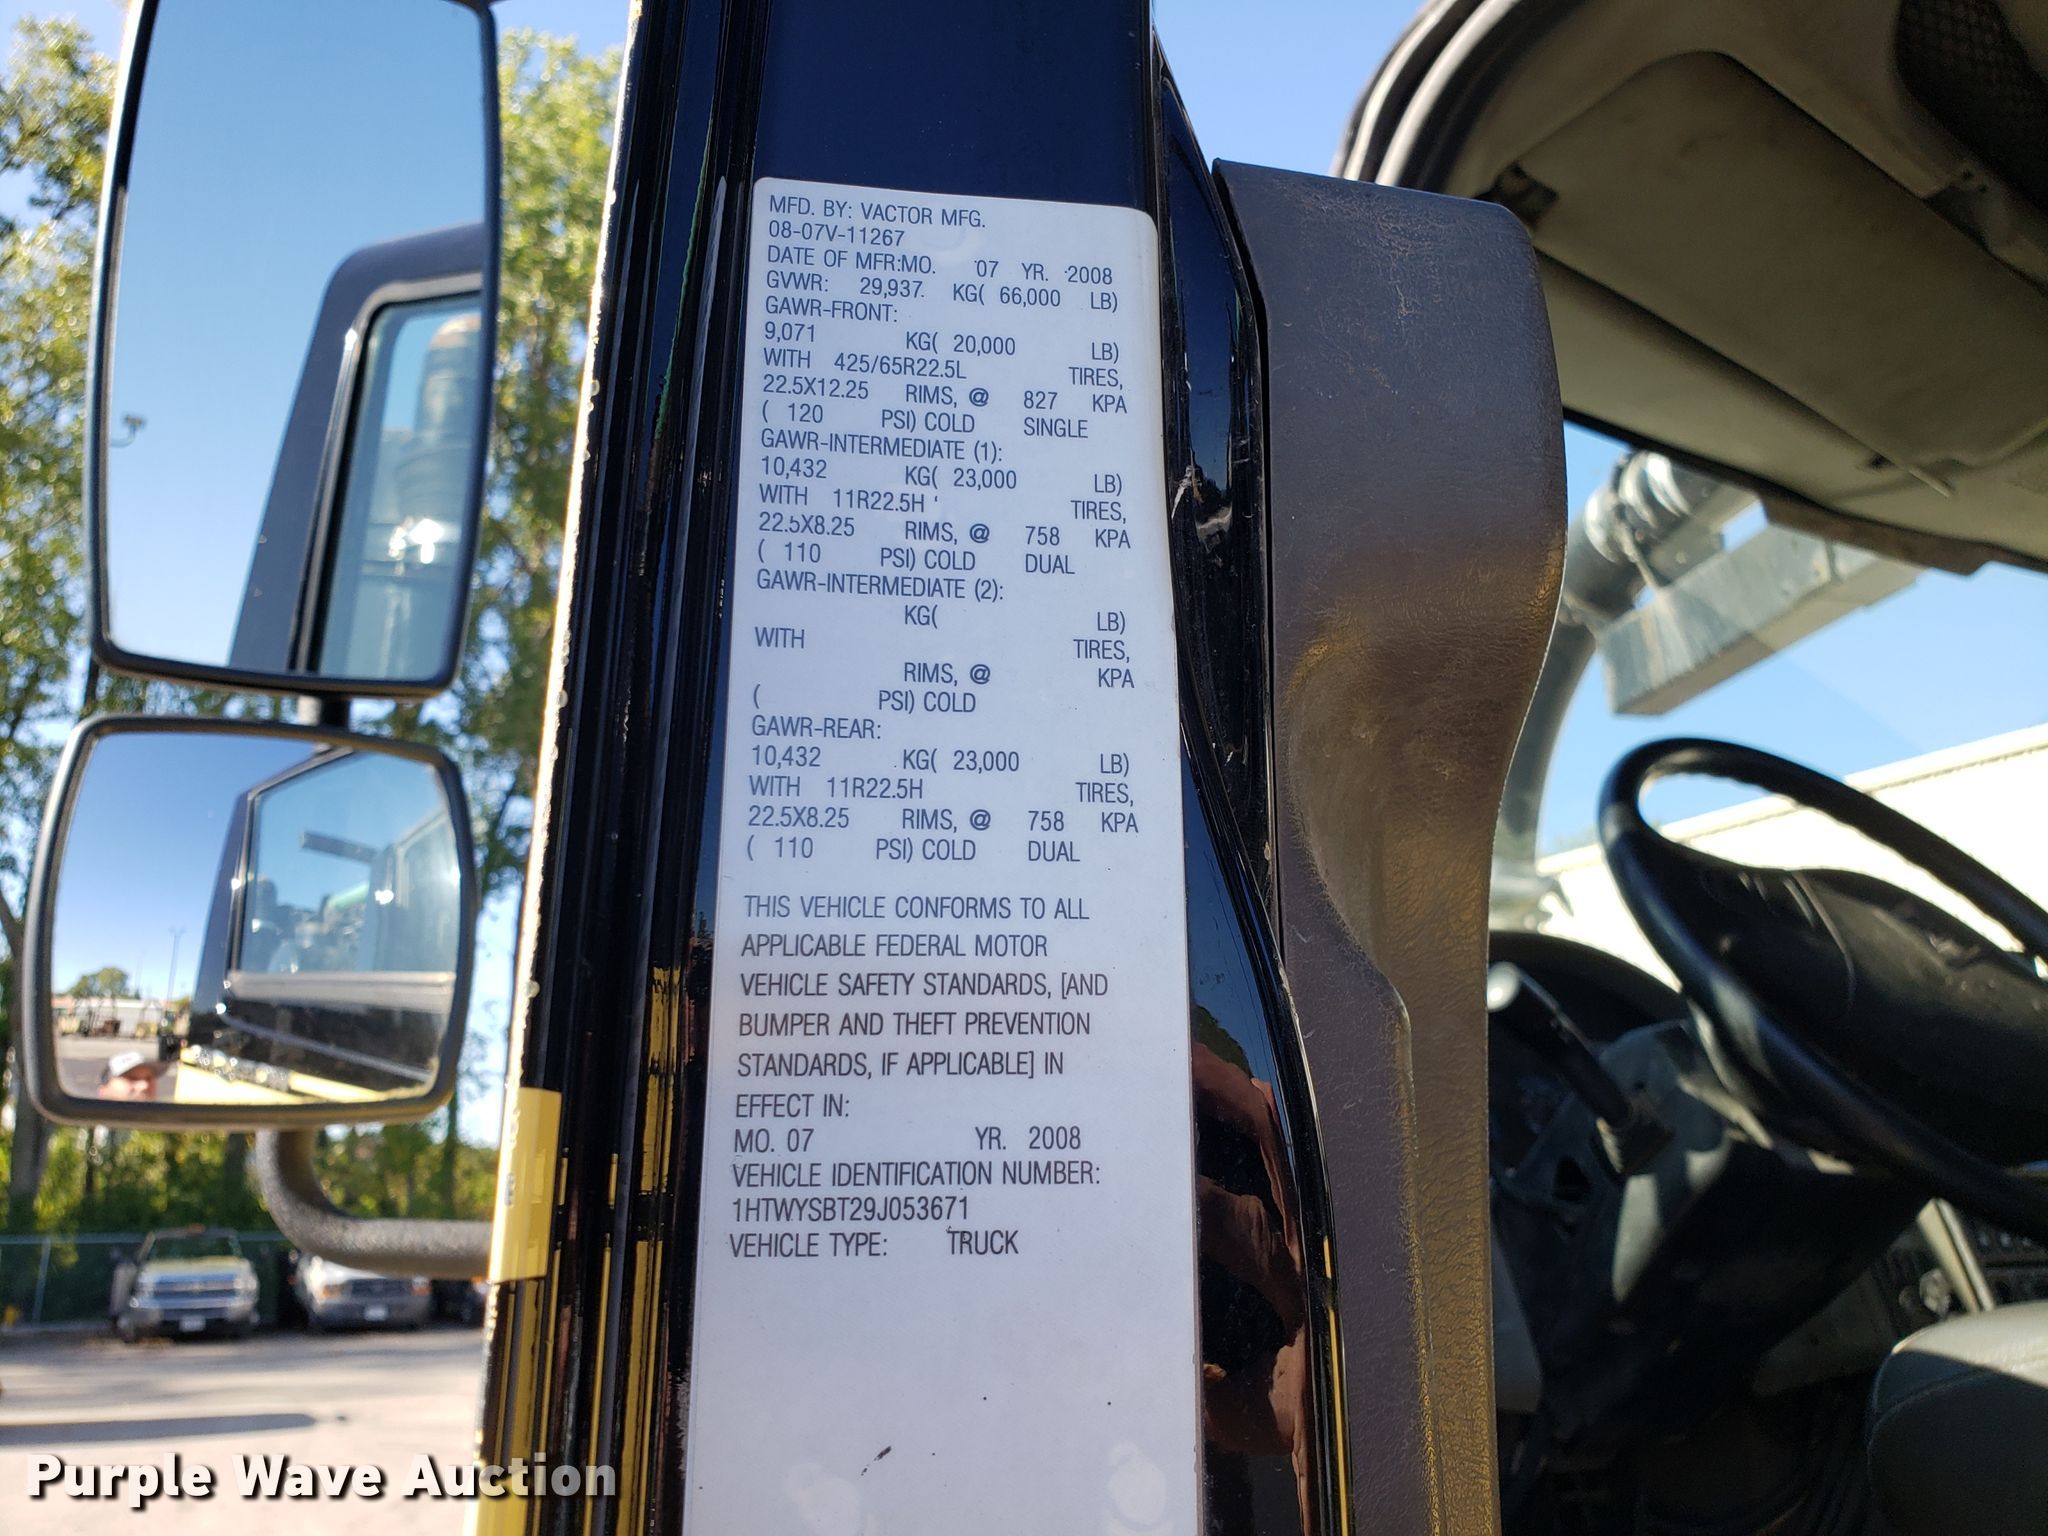 MFD. BY: VACTOR MFG.
08-07V-11267
DATE OF MFR:MO. 07 YR. 2008
GVWR: 29,937. KG( 66,000 LB)
GAWR-FRONT:
9,071 KG( 20,000 LB)
WITH 425/65R22.5L TIRES,
22.5X12.25 RIMS, @ 827 KPA
( 120 PSI) COLD SINGLE
GAWR-INTERMEDIATE (1):
10,432 KG( 23,000 LB)
WITH 11R22.5H TIRES,
22.5X8.25 RIMS, @ 758 KPA
( 110 PSI) COLD DUAL
GAWR-INTERMEDIATE (2):
KG( LB)
WITH TIRES,
RIMS, @ KPA
( PSI) COLD
GAWR-REAR:
10,432 KG( 23,000 LB)
WITH 11R22.5H TIRES,
22.5X8.25 RIMS, @ 758 KPA
( 110 PSI) COLD DUAL
THIS VEHICLE CONFORMS TO ALL
APPLICABLE FEDERAL MOTOR
VEHICLE SAFETY STANDARDS, [AND
BUMPER AND THEFT PREVENTION
STANDARDS, IF APPLICABLE] IN
EFFECT IN:
MO. 07 YR. 2008
VEHICLE IDENTIFICATION NUMBER:
1HTWYSBT29J053671
VEHICLE TYPE: TRUCK
Purple Wave Auction